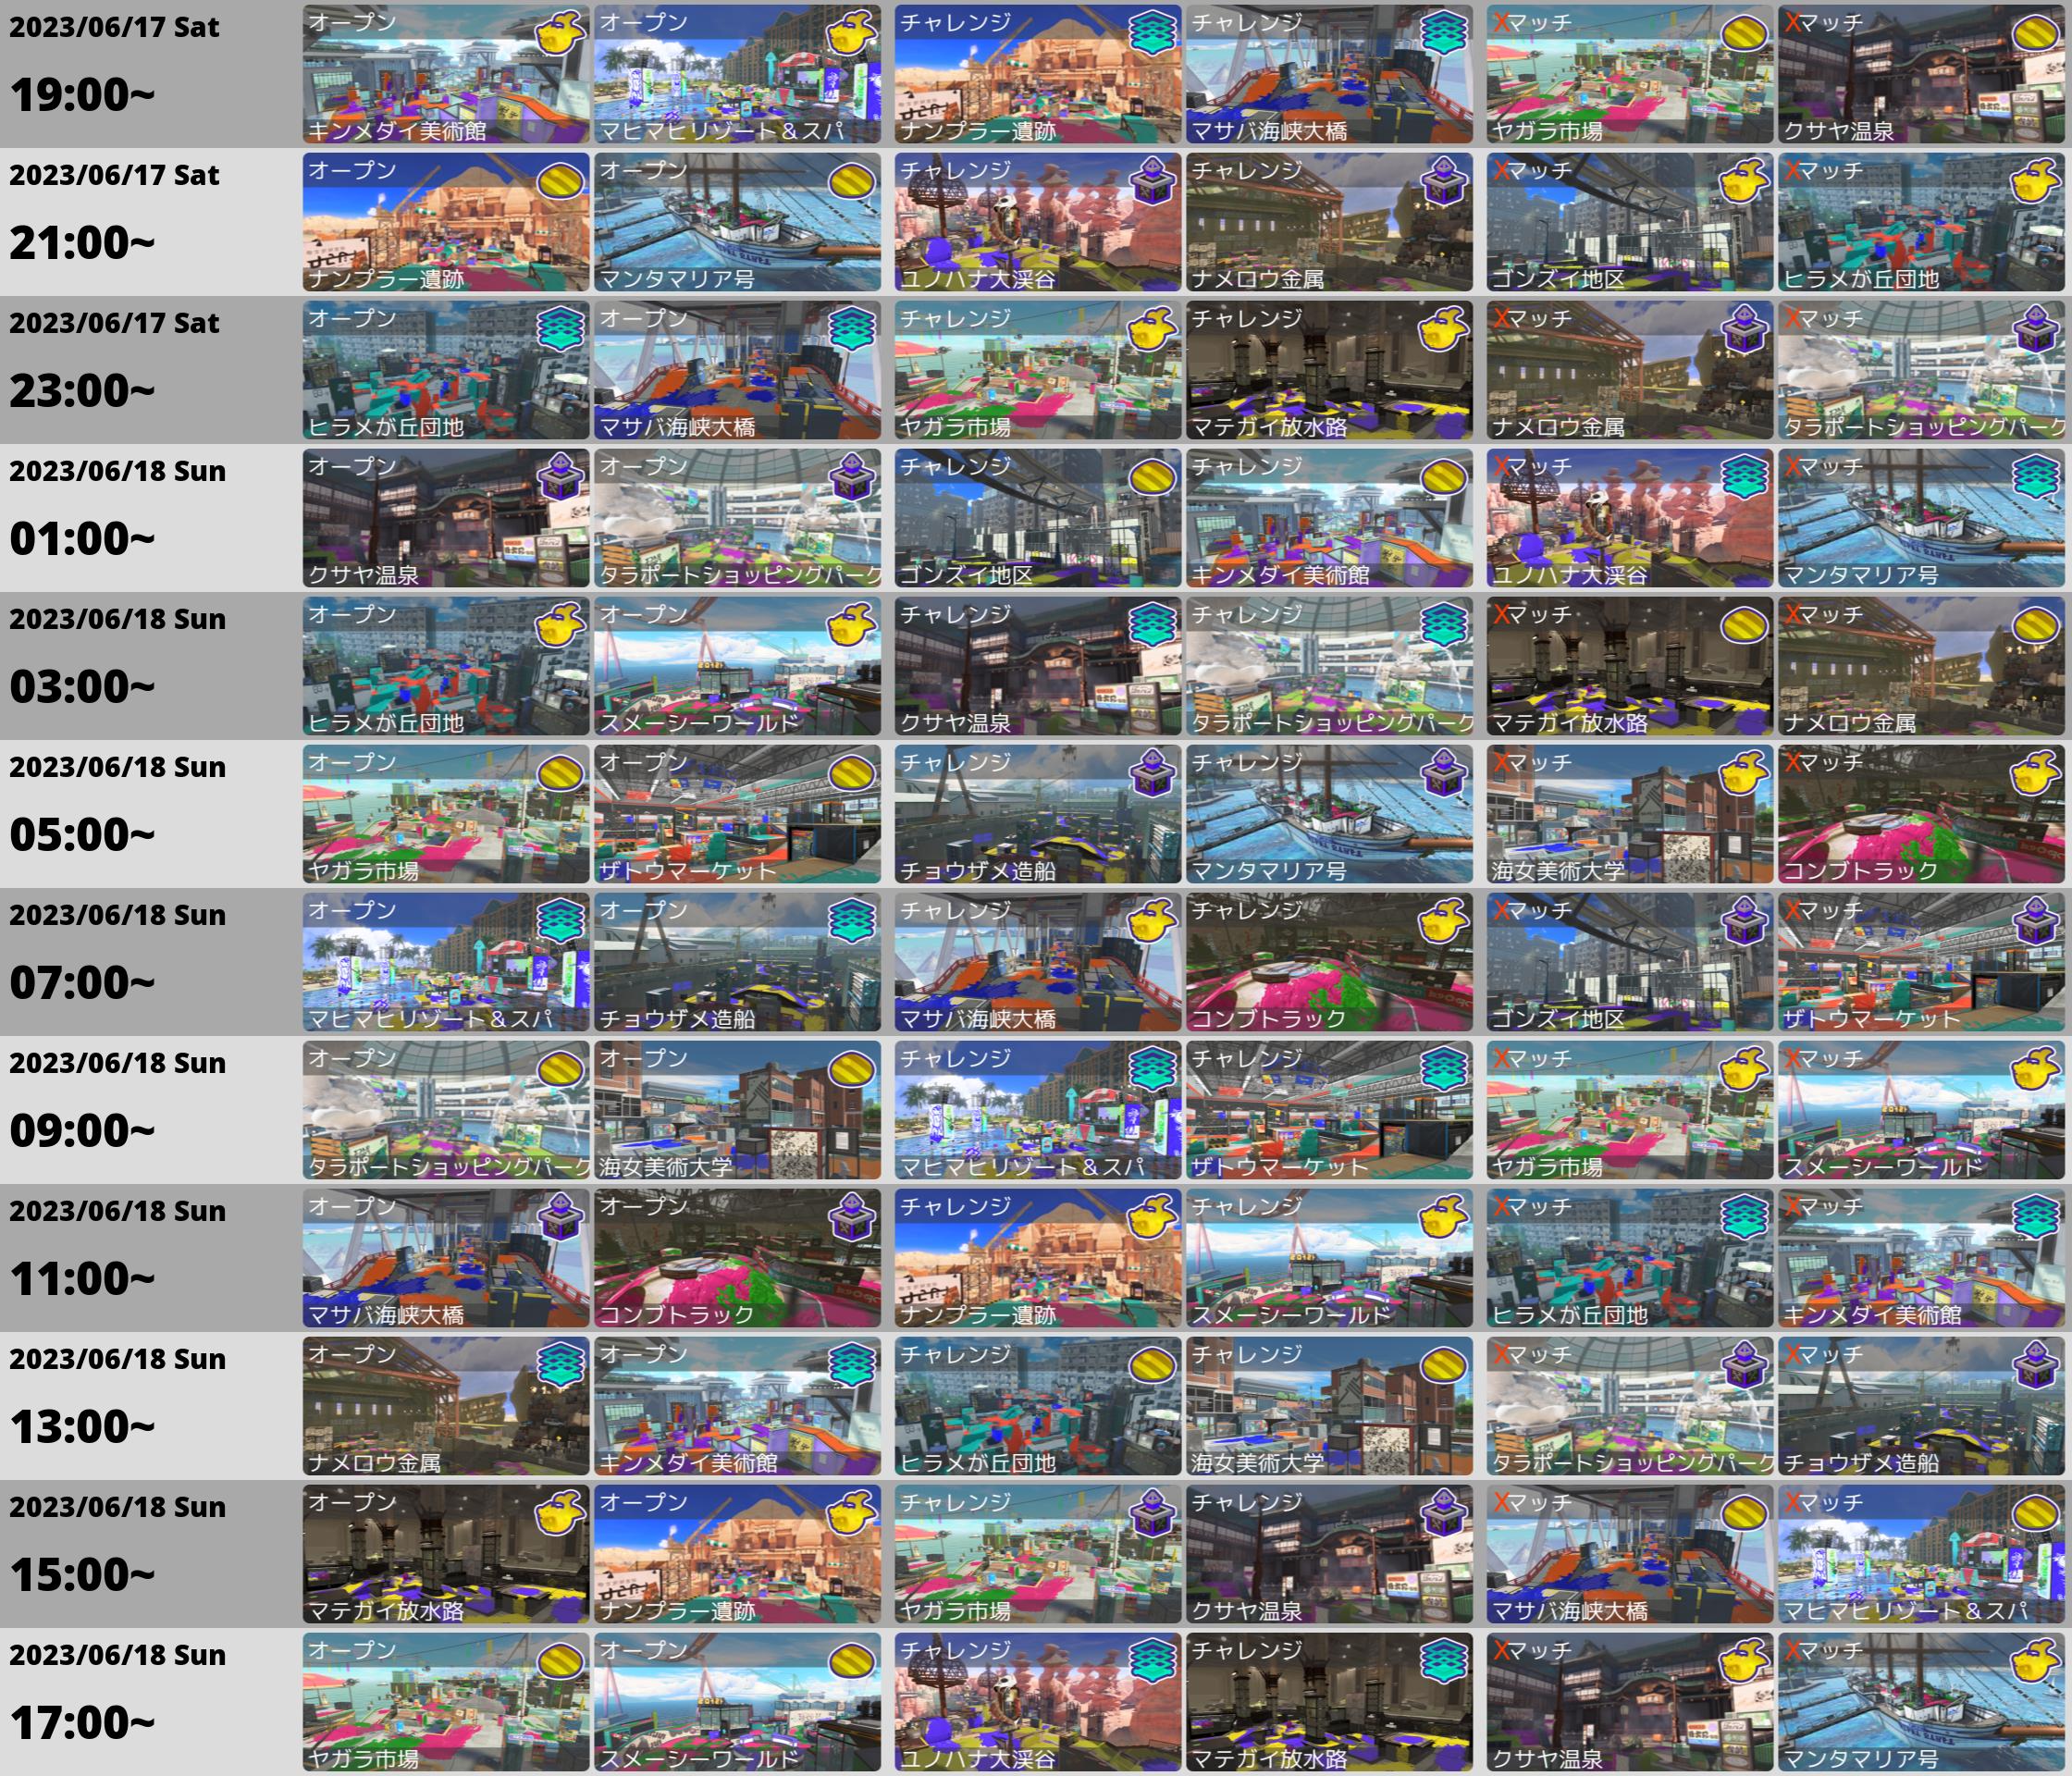 2023/06/17 Sat
19:00~
オープン
オープン
チャレンジ
チャレンジ
Xマッチ
Xマッチ
キンメダイ美術館
マヒマヒリゾート＆スパ
ナンプラー遺跡
マサバ海峡大橋
ヤガラ市場
クサヤ温泉
2023/06/17 Sat
21:00~
オープン
オープン
チャレンジ
チャレンジ
Xマッチ
Xマッチ
ナンプラー遺跡
マンタマリア号
ユノハナ大渓谷
ナメロウ金属
ゴンズイ地区
ヒラメが丘団地
2023/06/17 Sat
23:00~
オープン
オープン
チャレンジ
チャレンジ
Xマッチ
Xマッチ
ヒラメが丘団地
マサバ海峡大橋
ヤガラ市場
マテガイ放水路
ナメロウ金属
タラポートショッピングパーク
2023/06/18 Sun
01:00~
オープン
オープン
チャレンジ
チャレンジ
Xマッチ
Xマッチ
クサヤ温泉
タラポートショッピングパーク
ゴンズイ地区
キンメダイ美術館
ユノハナ大渓谷
マンタマリア号
2023/06/18 Sun
03:00~
オープン
オープン
チャレンジ
チャレンジ
Xマッチ
Xマッチ
ヒラメが丘団地
スメーシーワールド
クサヤ温泉
タラポートショッピングパーク
マテガイ放水路
ナメロウ金属
2023/06/18 Sun
05:00~
オープン
オープン
チャレンジ
チャレンジ
Xマッチ
Xマッチ
ヤガラ市場
ザトウマーケット
チョウザメ造船
マンタマリア号
海女美術大学
コンブトラック
2023/06/18 Sun
07:00~
オープン
オープン
チャレンジ
チャレンジ
Xマッチ
Xマッチ
マヒマヒリゾート＆スパ
チョウザメ造船
マサバ海峡大橋
コンブトラック
ゴンズイ地区
ザトウマーケット
2023/06/18 Sun
09:00~
オープン
オープン
チャレンジ
チャレンジ
Xマッチ
Xマッチ
タラポートショッピングパーク
海女美術大学
マヒマヒリゾート＆スパ
ザトウマーケット
ヤガラ市場
スメーシーワールド
2023/06/18 Sun
11:00~
オープン
オープン
チャレンジ
チャレンジ
Xマッチ
Xマッチ
マサバ海峡大橋
コンブトラック
ナンプラー遺跡
スメーシーワールド
ヒラメが丘団地
キンメダイ美術館
2023/06/18 Sun
13:00~
オープン
オープン
チャレンジ
チャレンジ
Xマッチ
Xマッチ
ナメロウ金属
キンメダイ美術館
ヒラメが丘団地
海女美術大学
タラポートショッピングパーク
チョウザメ造船
2023/06/18 Sun
15:00~
オープン
オープン
チャレンジ
チャレンジ
Xマッチ
Xマッチ
マテガイ放水路
ナンプラー遺跡
ヤガラ市場
クサヤ温泉
マサバ海峡大橋
マヒマヒリゾート＆スパ
2023/06/18 Sun
17:00~
オープン
オープン
チャレンジ
チャレンジ
Xマッチ
Xマッチ
ヤガラ市場
スメーシーワールド
ユノハナ大渓谷
マテガイ放水路
クサヤ温泉
マンタマリア号